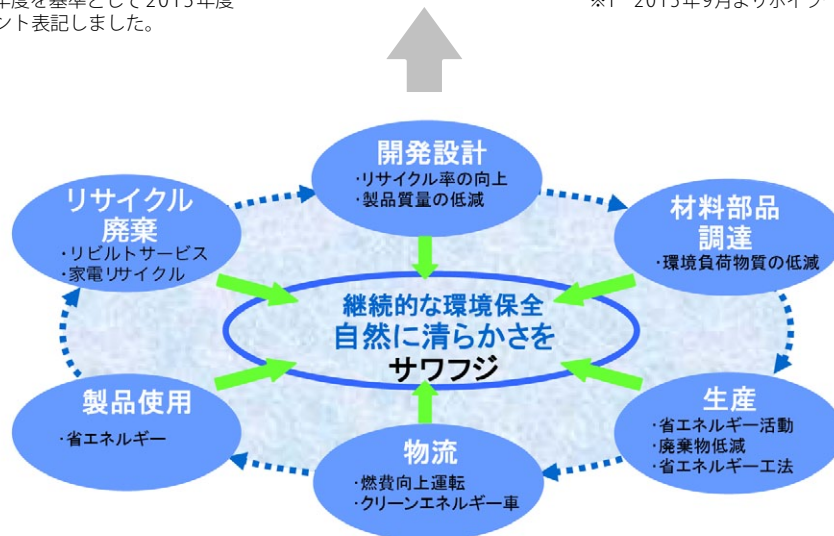 年度を基準として2015年度
ント表記しました。
※1 2015年9月よりボイラ
開発設計
・リサイクル率の向上
・製品質量の低減
リサイクル
廃棄
・リビルトサービス
・家電リサイクル
材料部品
調達
・環境負荷物質の低減
継続的な環境保全
自然に清らかさを
サワフジ
製品使用
・省エネルギー
生産
・省エネルギー活動
・廃棄物低減
・省エネルギー工法
物流
・燃費向上運転
・クリーンエネルギー車